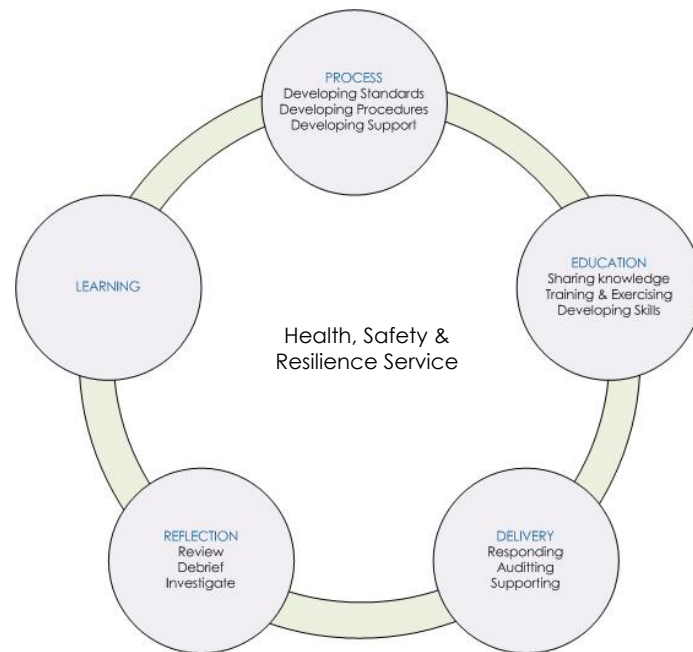 PROCESS
Developing Standards
Developing Procedures
Developing Support
EDUCATION
Sharing knowledge
Training & Exercising
Developing Skills
DELIVERY
Responding
Auditting
Supporting
REFLECTION
Review
Debrief
Investigate
LEARNING
Health, Safety &
Resilience Service